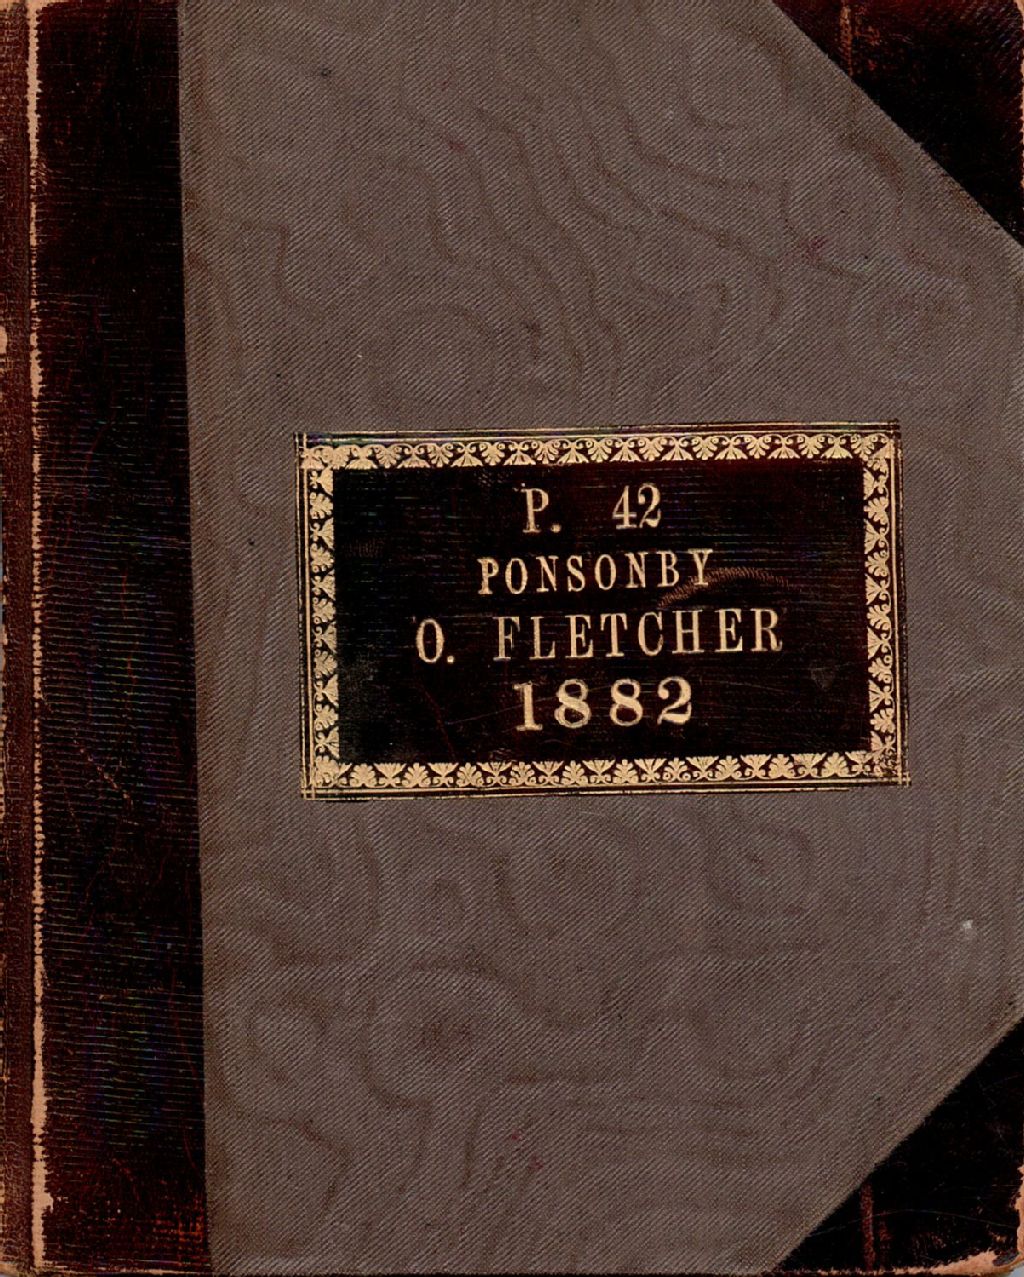 P. 42
PONSONBY
O. FLETCHER
1882